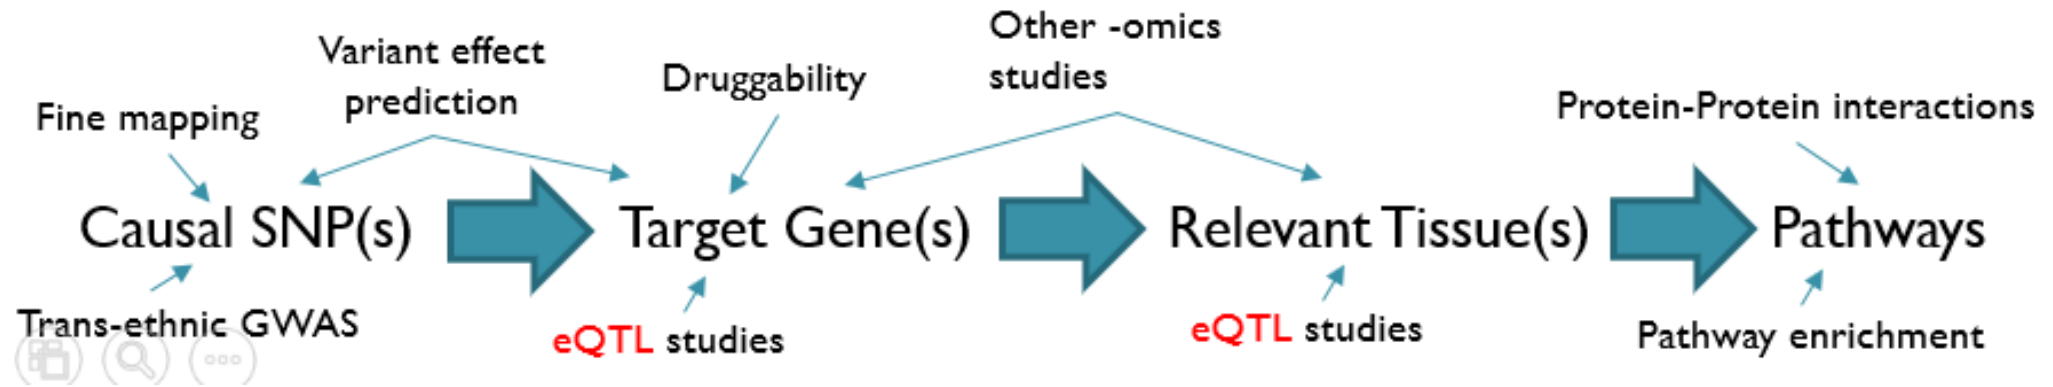 Other -omics
studies
Variant effect
prediction
Druggability
Fine mapping
Protein-Protein interactions
Causal SNP(s)
Target Gene(s)
Relevant Tissue(s)
Pathways
Trans-ethnic GWAS
eQTL studies
eQTL studies
Pathway enrichment